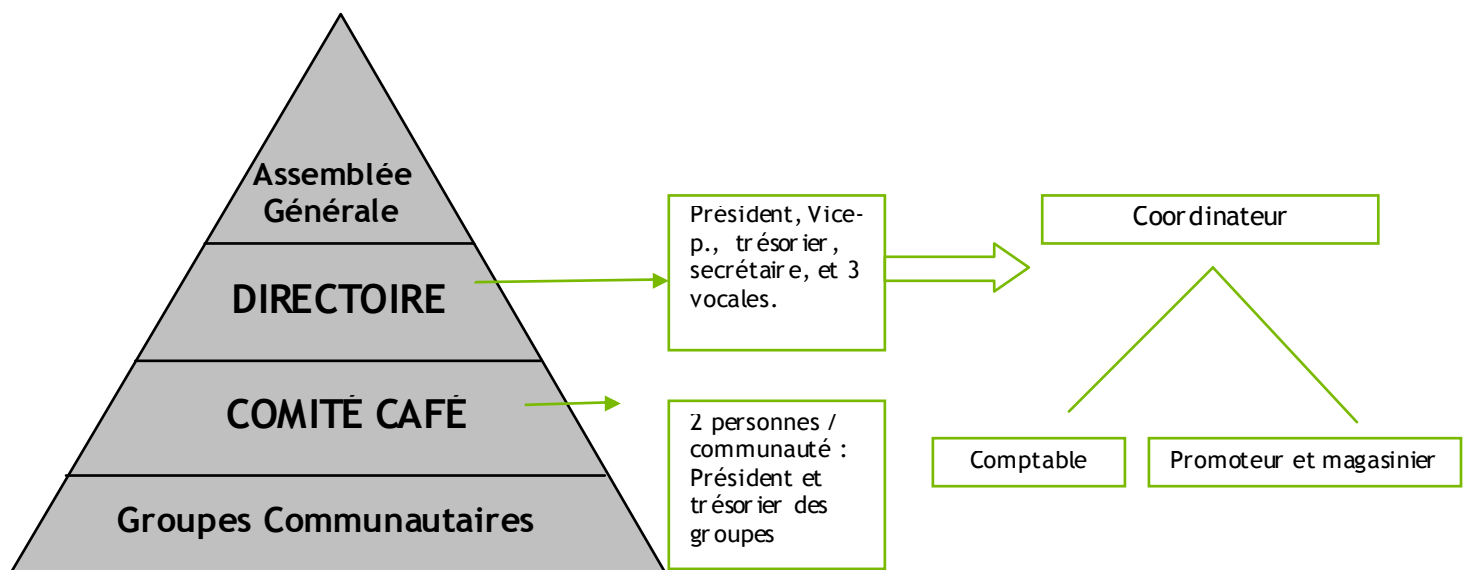 Assemblée
Générale
DIRECTOIRE
COMITÉ CAFÉ
Groupes Communautaires
Président, Vice-
p., trésorier,
secrétaire, et 3
vocales.
2 personnes /
communauté :
Président et
trésorier des
groupes
Coordinateur
Comptable
Promoteur et magasinier